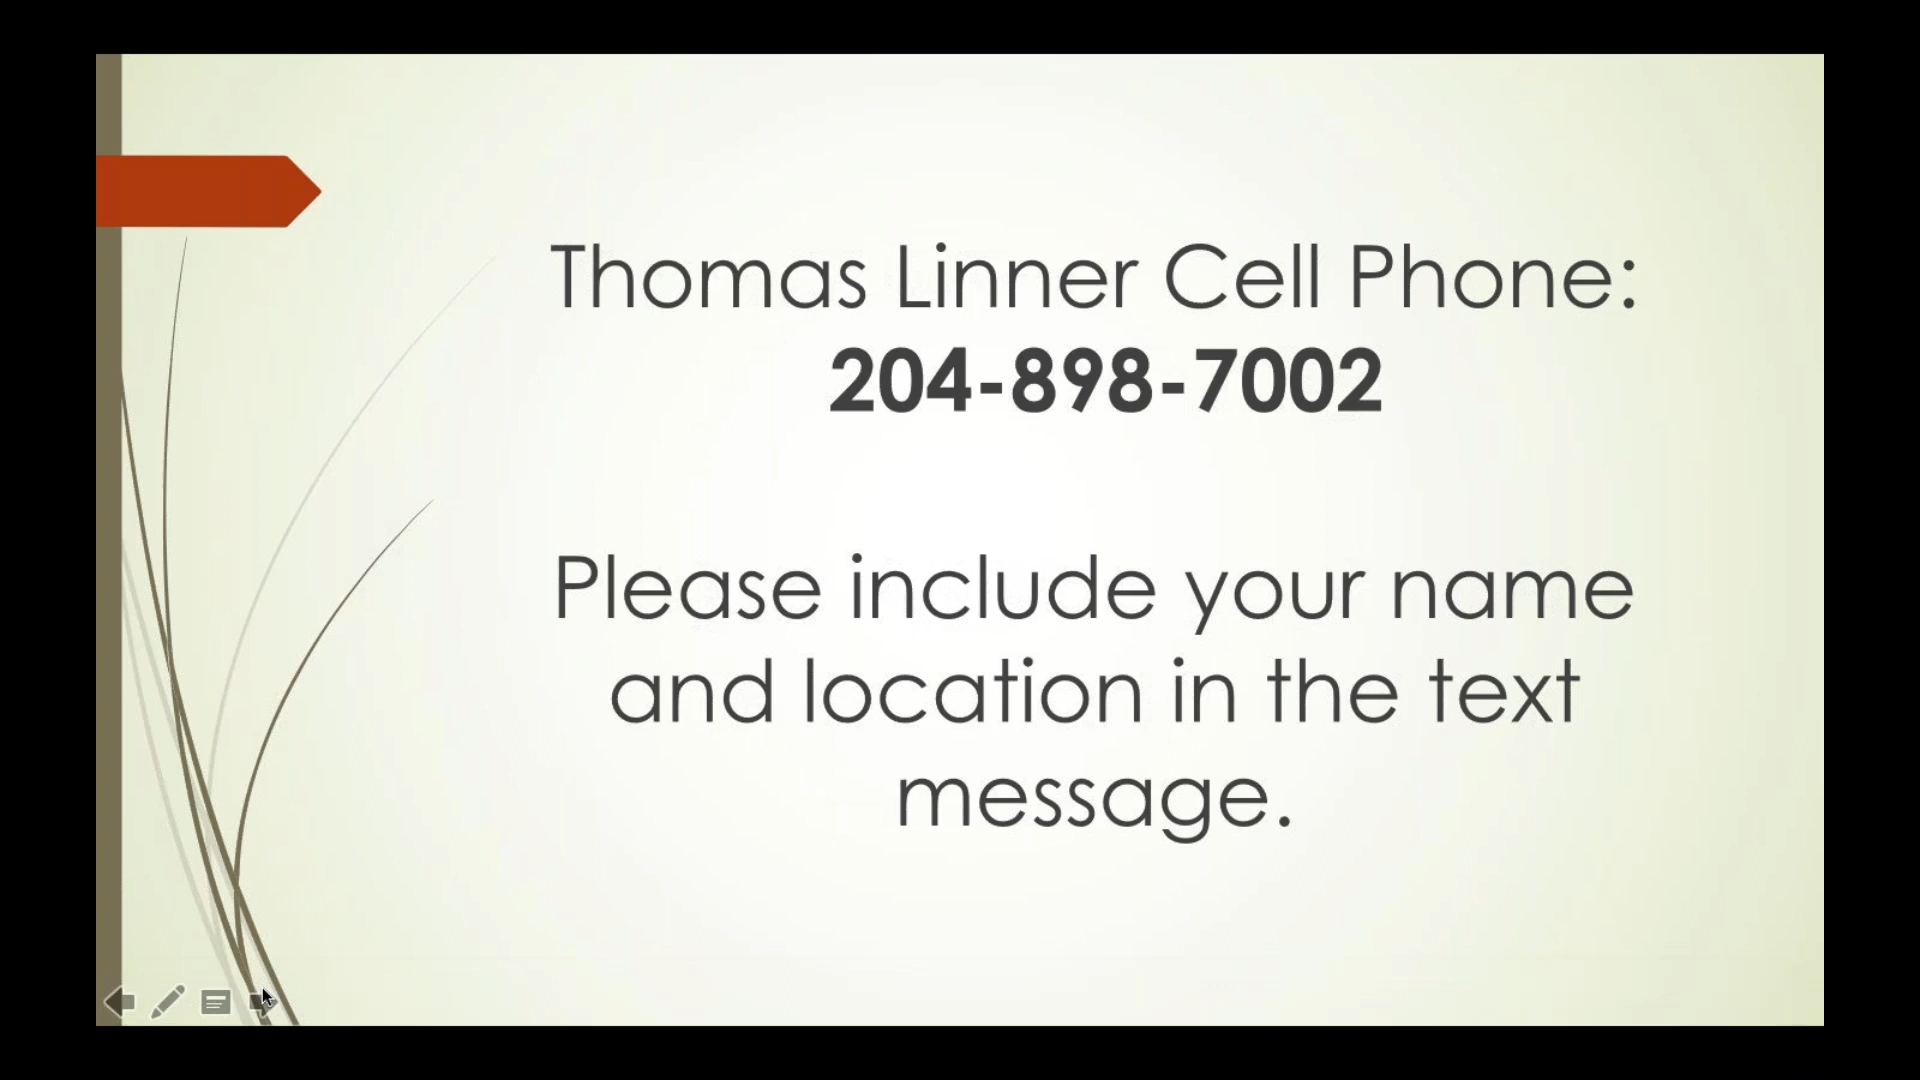 Thomas Linner Cell Phone:
204-898-7002
Please include your name
and location in the text
message.